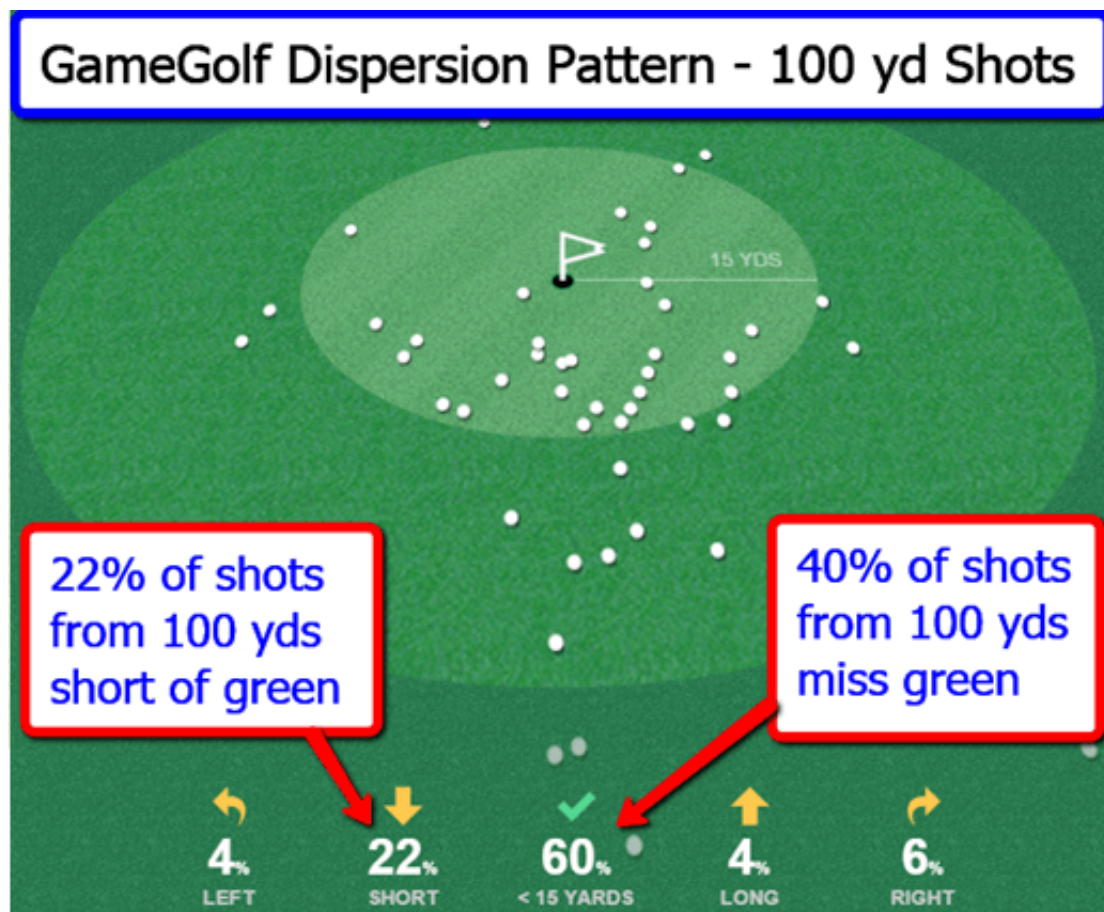 GameGolf Dispersion Pattern - 100 yd Shots
15 YDS
22% of shots
from 100 yds
short of green
40% of shots
from 100 yds
miss green
4% 22% 60% 4% 6%
LEFT SHORT < 15 YARDS LONG RIGHT